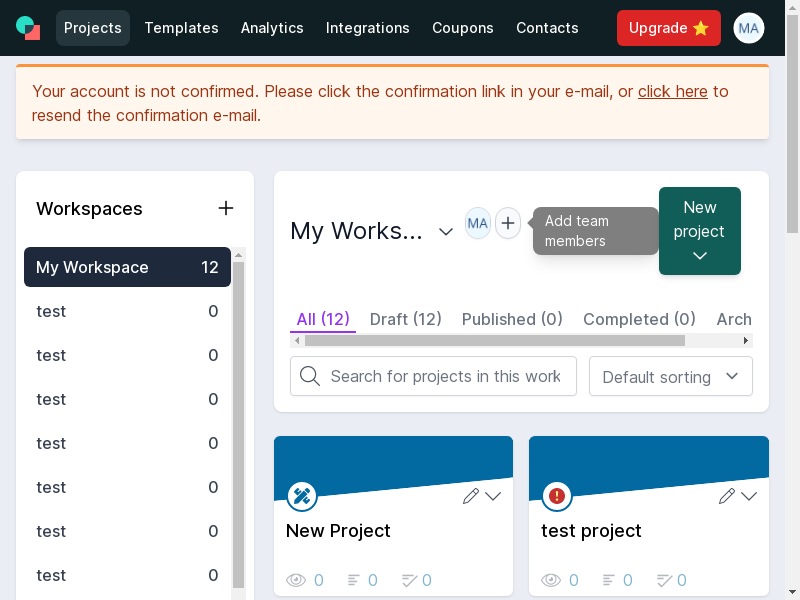 Projects Templates Analytics Integrations Coupons Contacts Upgrade ⭐ MA
Your account is not confirmed. Please click the confirmation link in your e-mail, or click here to
resend the confirmation e-mail.
Workspaces
My Workspace 12
test 0
test 0
test 0
test 0
test 0
test 0
test 0
My Works...
MA
Add team
members
New
project
All (12) Draft (12) Published (0) Completed (0) Arch
Search for projects in this work
Default sorting
New Project
0 0 0
test project
0 0 0